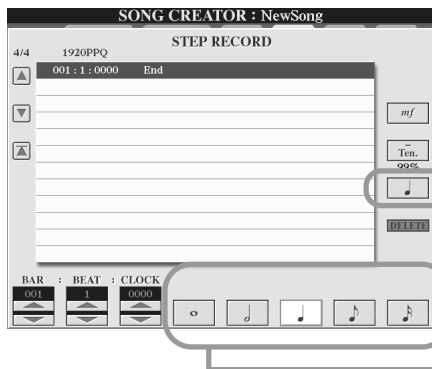 SONG CREATOR : NewSong
STEP RECORD
4/4 1920PPQ
001 : 1 : 0000 End
mf
Ten.
99%
DELETE
BAR : BEAT : CLOCK
001 1 0000